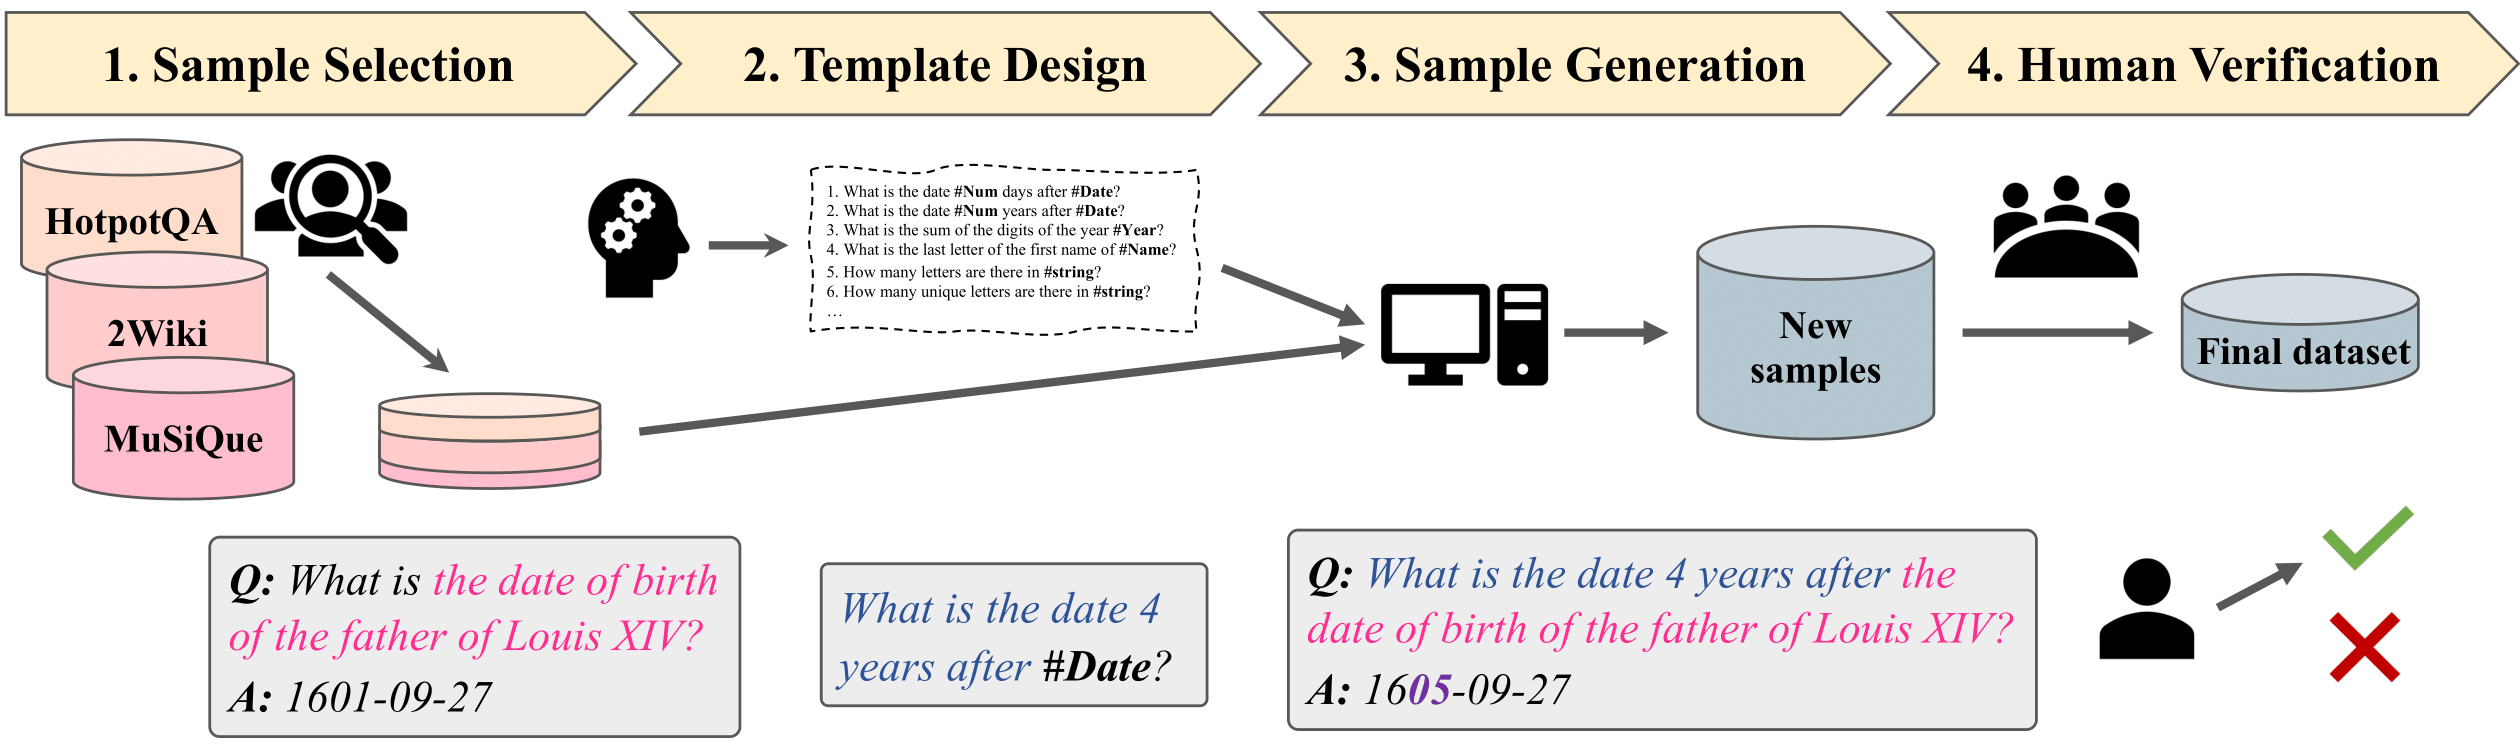 1. Sample Selection
2. Template Design
3. Sample Generation
4. Human Verification
HotpotQA
2Wiki
MuSiQue
1. What is the date #Num days after #Date?
2. What is the date #Num years after #Date?
3. What is the sum of the digits of the year #Year?
4. What is the last letter of the first name of #Name?
5. How many letters are there in #string?
6. How many unique letters are there in #string?
…
New
samples
Final dataset
Q: What is the date of birth
of the father of Louis XIV?
A: 1601-09-27
What is the date 4
years after #Date?
Q: What is the date 4 years after the
date of birth of the father of Louis XIV?
A: 1605-09-27